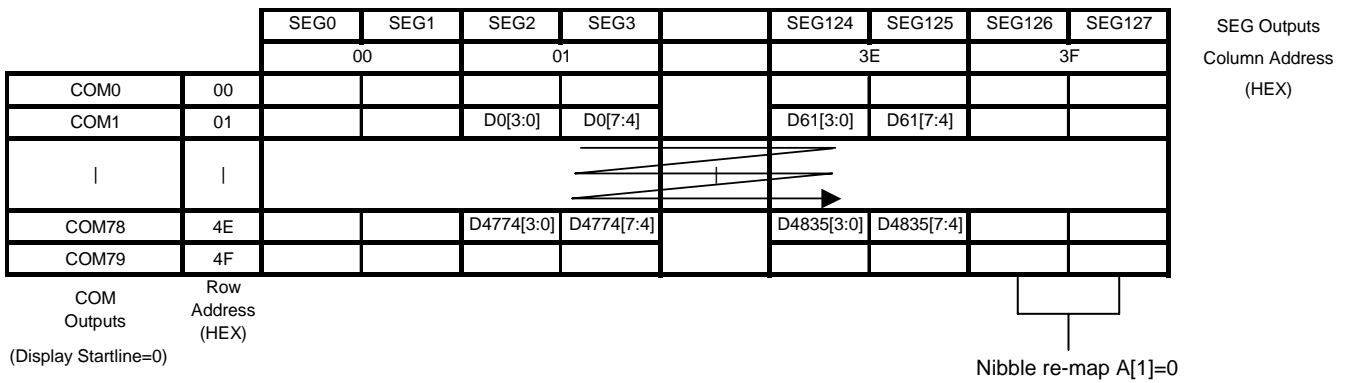 SEG0 SEG1 SEG2 SEG3 SEG124 SEG125 SEG126 SEG127 SEG Outputs
00 01 3E 3F Column Address
COM0 00 (HEX)
COM1 01 D0[3:0] D0[7:4] D61[3:0] D61[7:4]
| | |
COM78 4E D4774[3:0] D4774[7:4] D4835[3:0] D4835[7:4]
COM79 4F
COM
Outputs
(Display Startline=0)
Row
Address
(HEX)
Nibble re-map A[1]=0